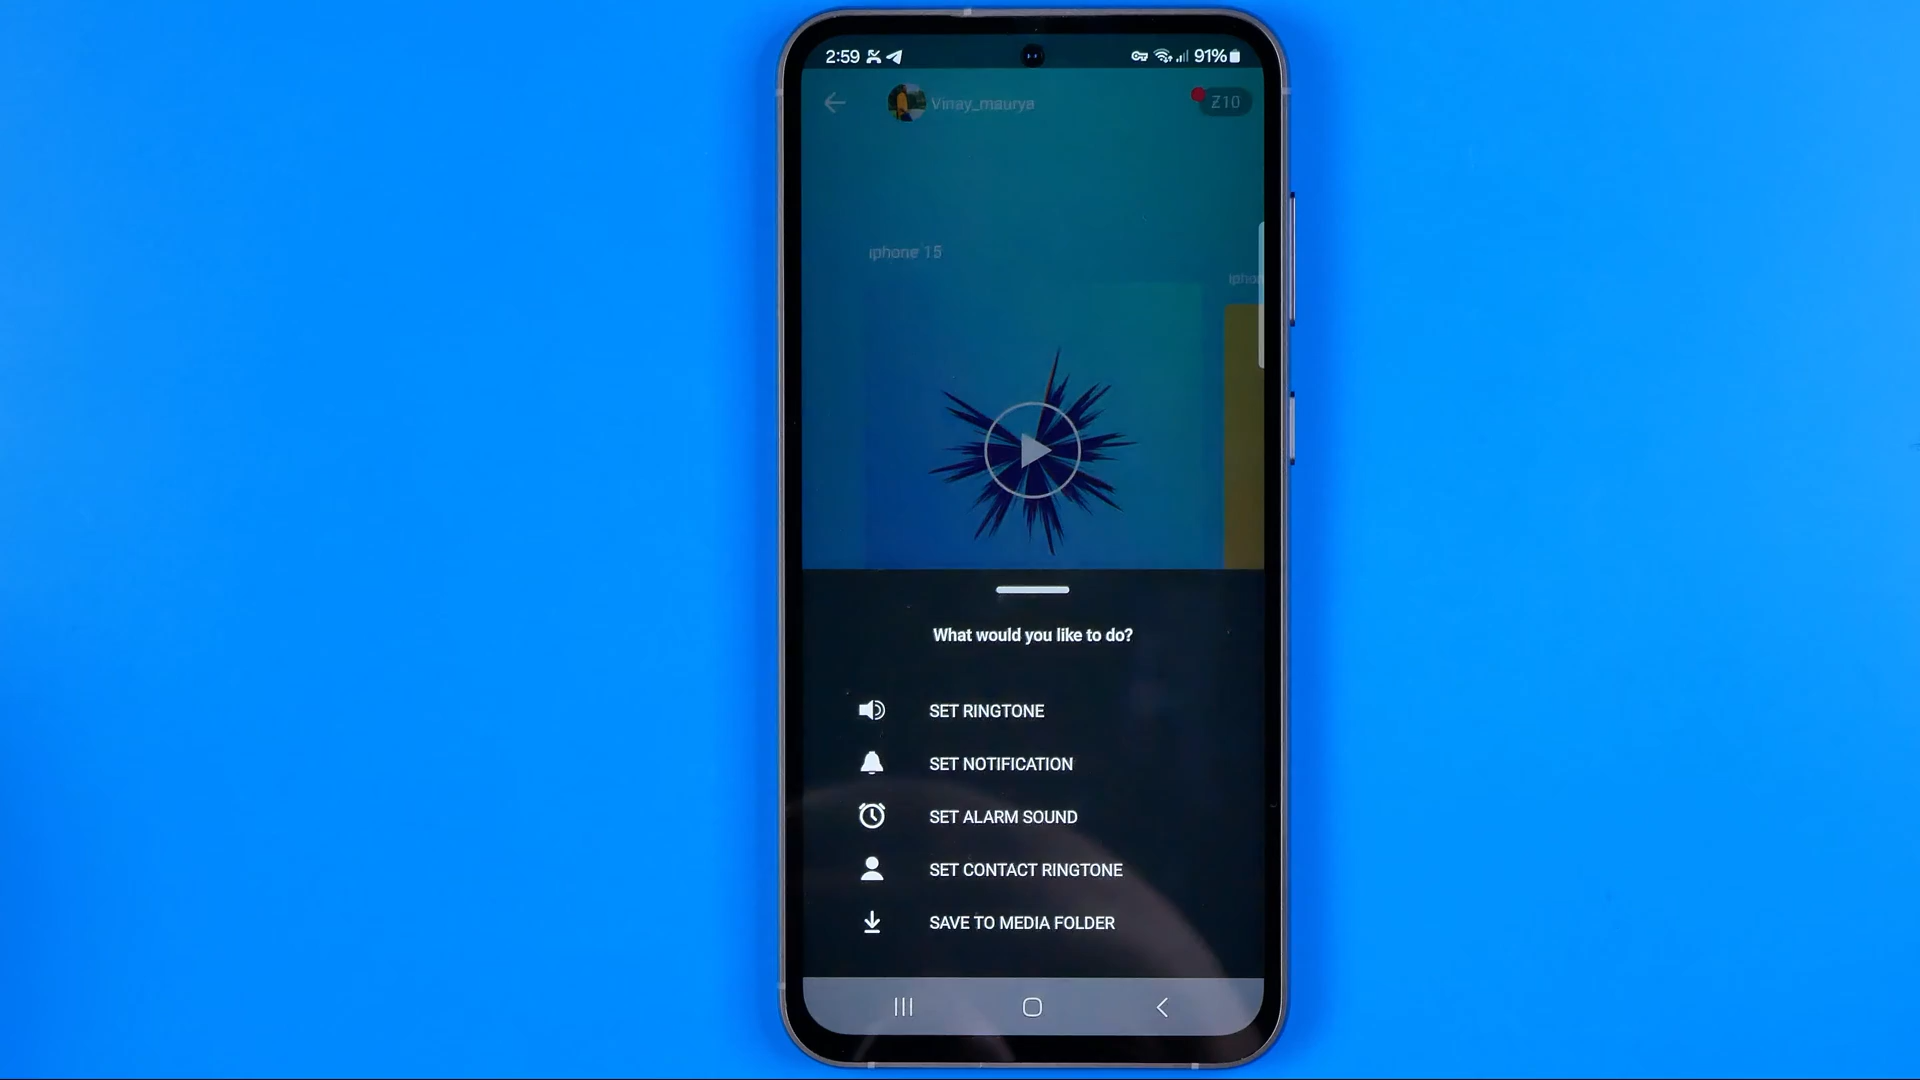 2:59 91%
Vinay_maurya Z10
iphone 15
iphon
What would you like to do?
SET RINGTONE
SET NOTIFICATION
SET ALARM SOUND
SET CONTACT RINGTONE
SAVE TO MEDIA FOLDER